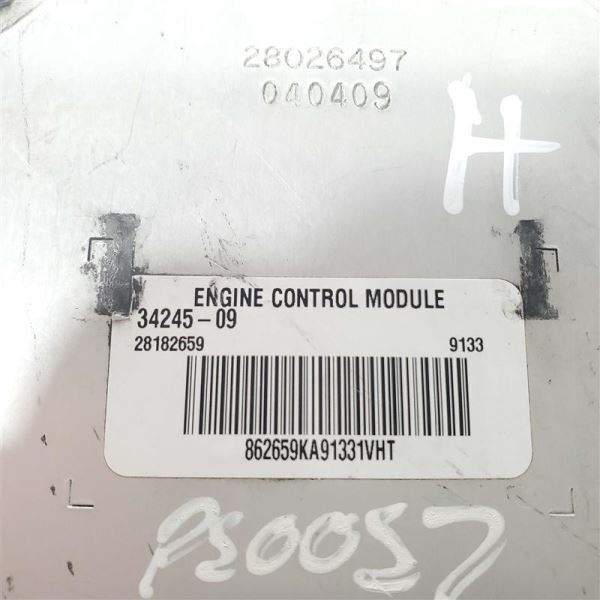 28026497
040409
H
ENGINE CONTROL MODULE
34245-09
28182659 9133
862659KA91331VHT
PS0057